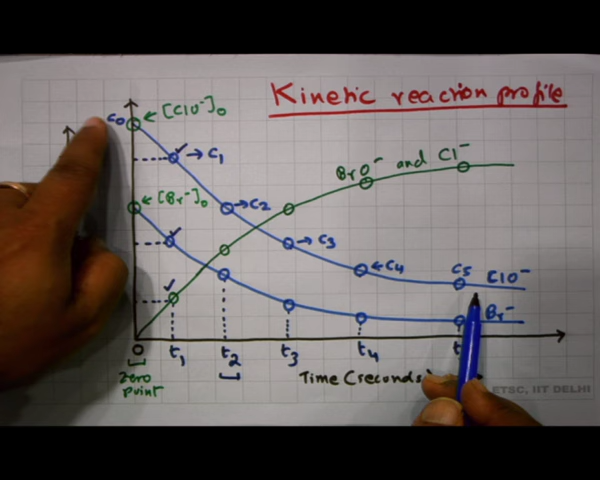 Kinetic reaction profile
C0 ← [ClO⁻]0
→ C1
BrO⁻ and Cl⁻
← [Br⁻]0
→ C2
→ C3
← C4
C5 ClO⁻
Br⁻
0 t1 t2 t3 t4 t
zero point
Time (seconds)
ETSC, IIT DELHI